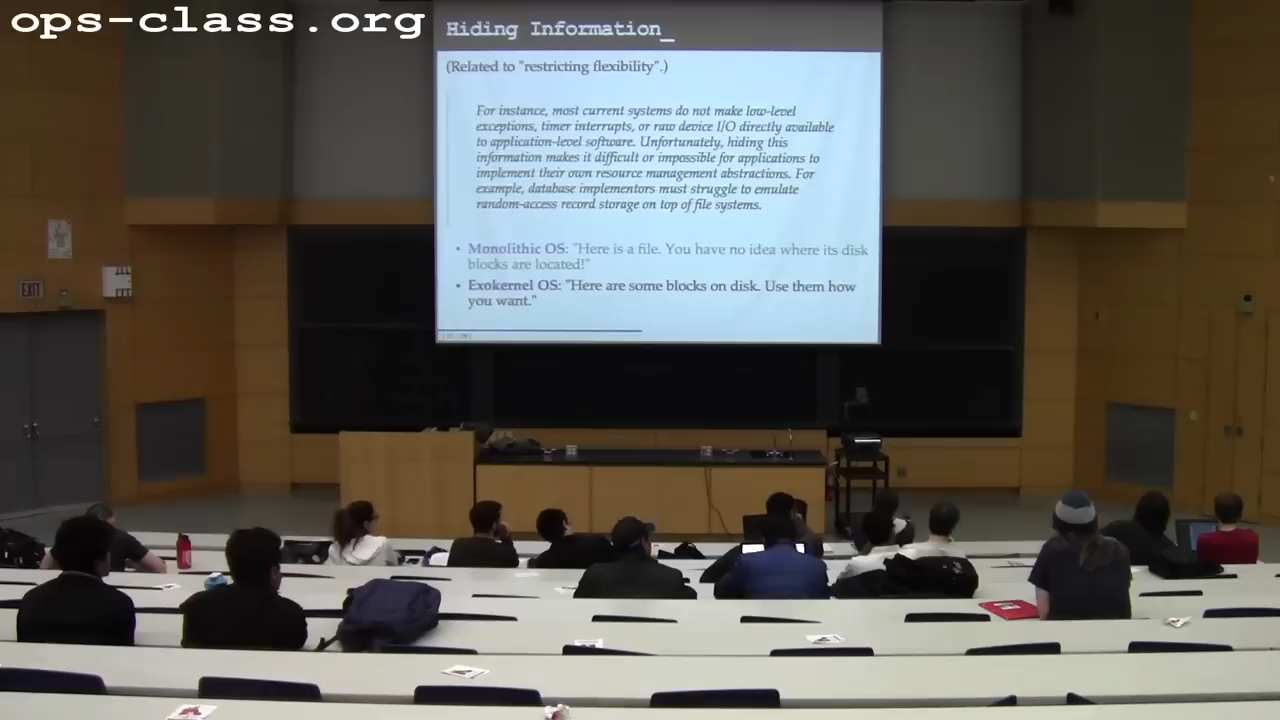 ops-class.org
Hiding Information_
(Related to "restricting flexibility".)
For instance, most current systems do not make low-level
exceptions, timer interrupts, or raw device I/O directly available
to application-level software. Unfortunately, hiding this
information makes it difficult or impossible for applications to
implement their own resource management abstractions. For
example, database implementors must struggle to emulate
random-access record storage on top of file systems.
• Monolithic OS: "Here is a file. You have no idea where its disk
blocks are located!"
• Exokernel OS: "Here are some blocks on disk. Use them how
you want."
EXIT